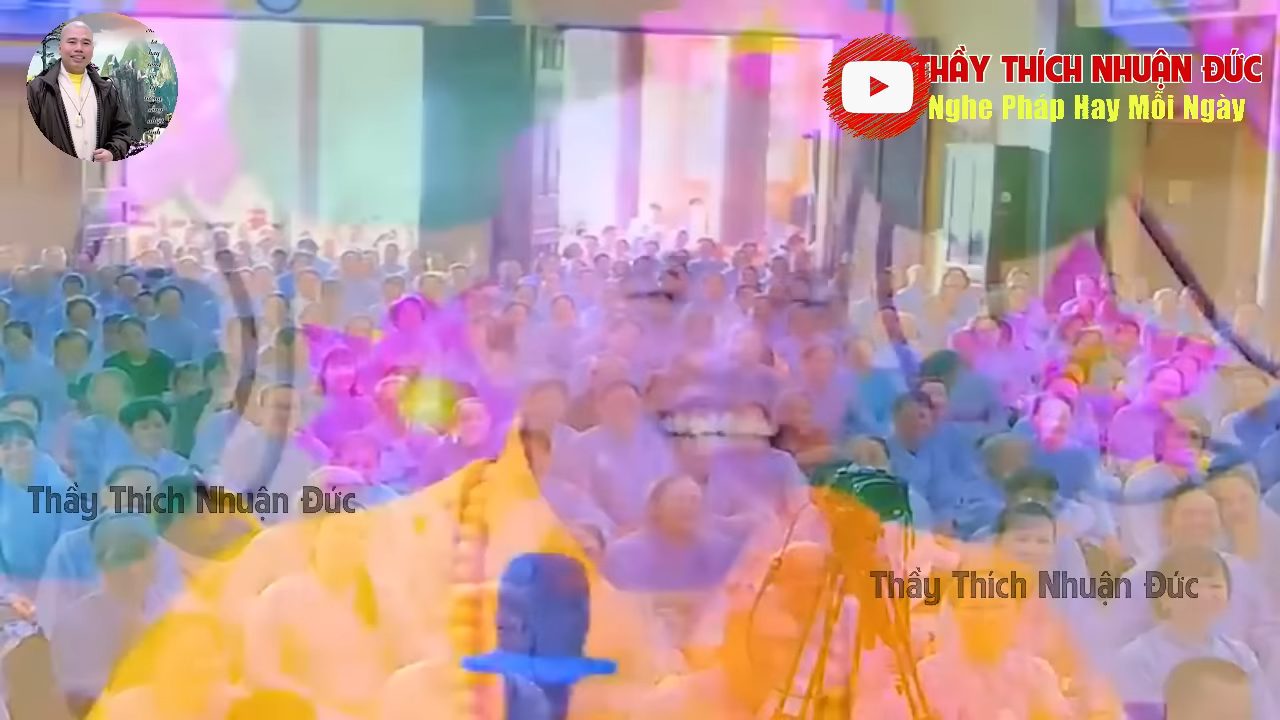 THẦY THÍCH NHUẬN ĐỨC
Nghe Pháp Hay Mỗi Ngày
Thầy Thích Nhuận Đức
Thầy Thích Nhuận Đức